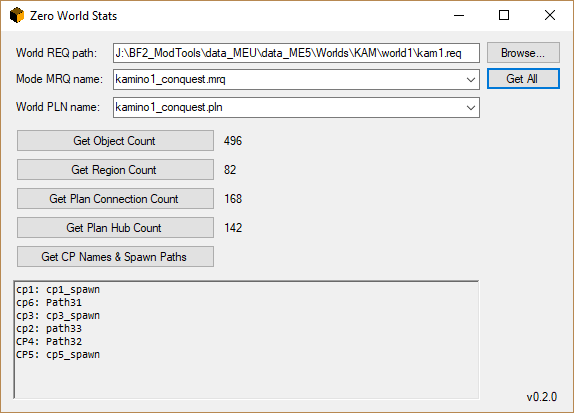 Zero World Stats
World REQ path: J:\BF2_ModTools\data_MEU\data_ME5\Worlds\KAM\world1\kam1.req Browse...
Mode MRQ name: kamino1_conquest.mrq Get All
World PLN name: kamino1_conquest.pln
Get Object Count 496
Get Region Count 82
Get Plan Connection Count 168
Get Plan Hub Count 142
Get CP Names & Spawn Paths
cp1: cp1_spawn
cp6: Path31
cp3: cp3_spawn
cp2: path33
CP4: Path32
CP5: cp5_spawn
v0.2.0